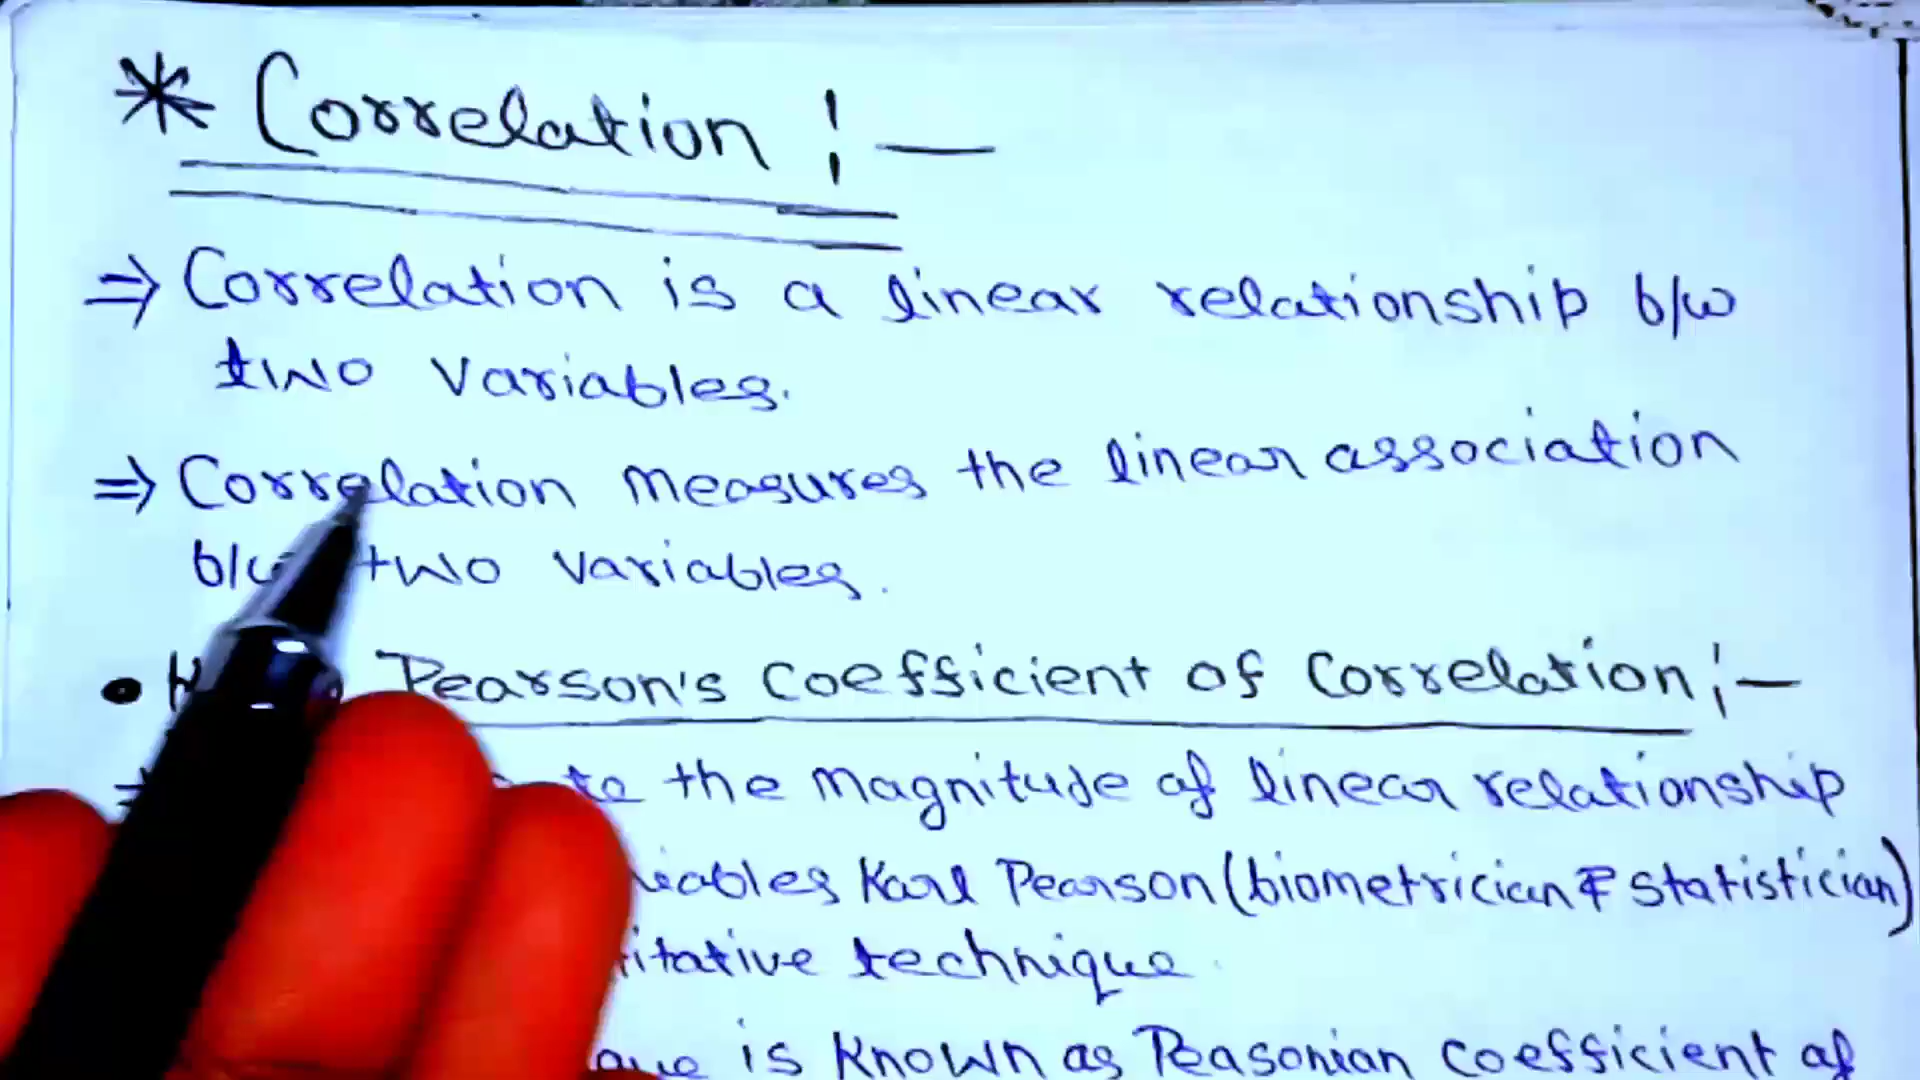 * Correlation :—
⇒ Correlation is a linear relationship b/w
two variables.
⇒ Correlation measures the linear association
two variables.
• Pearson's Coefficient of Correlation :—
the magnitude of linear relationship
Karl Pearson (biometrician & statistician)
technique
is known as Peasonian coefficient of